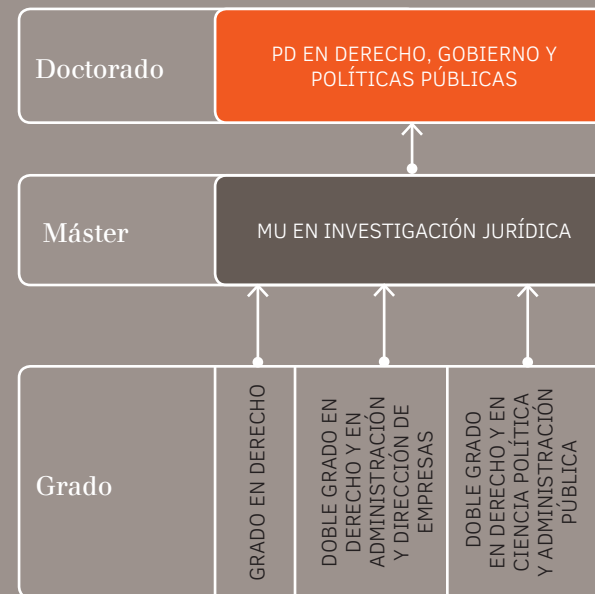 Doctorado
PD EN DERECHO, GOBIERNO Y
POLÍTICAS PÚBLICAS
Máster
MU EN INVESTIGACIÓN JURÍDICA
Grado
GRADO EN DERECHO
DOBLE GRADO EN
DERECHO Y EN
ADMINISTRACIÓN
Y DIRECCIÓN DE
EMPRESAS
DOBLE GRADO
EN DERECHO Y EN
CIENCIA POLÍTICA
Y ADMINISTRACIÓN
PÚBLICA